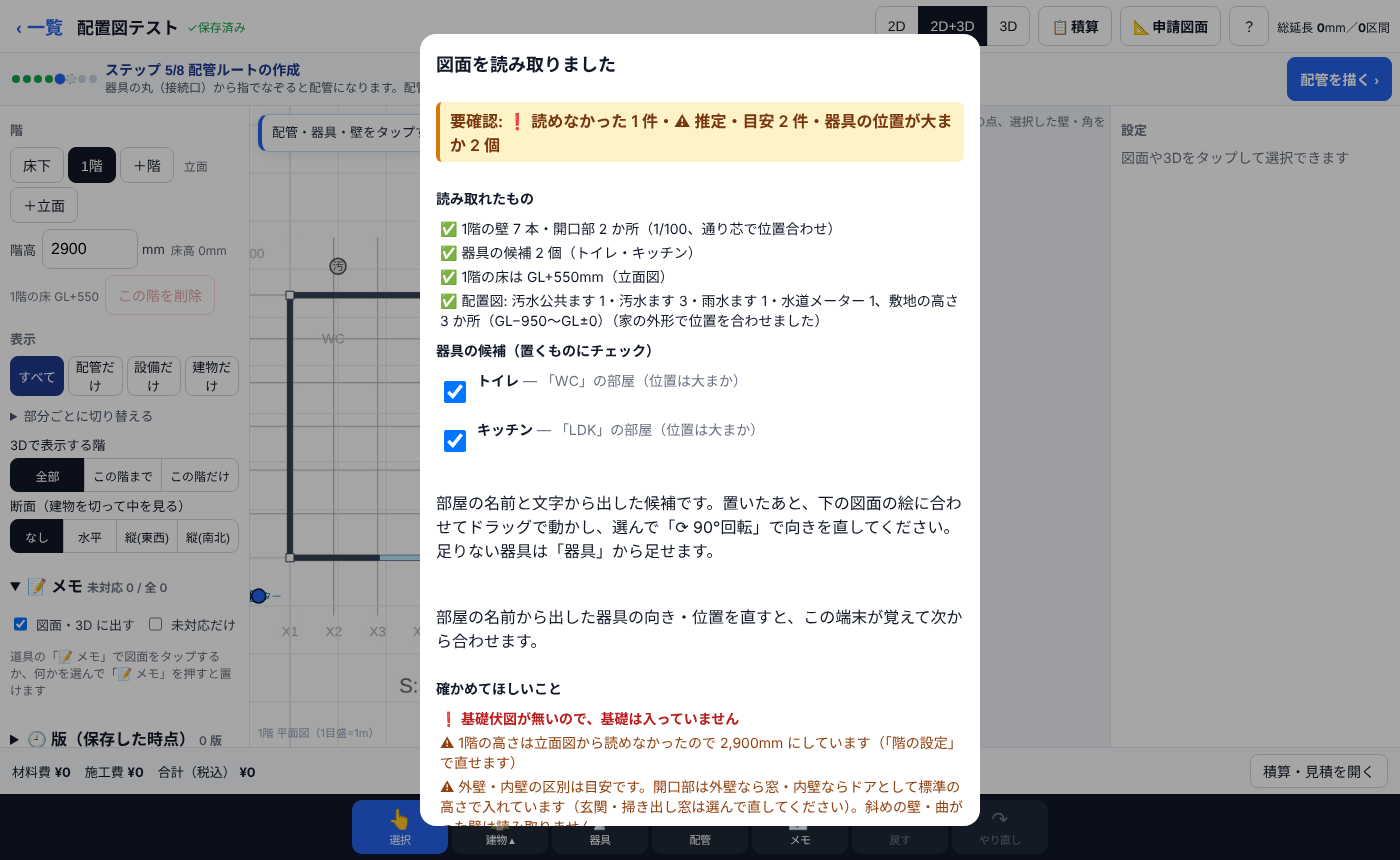 ‹ 一覧 配置図テスト ✓保存済み
2D 2D+3D 3D 📋積算 📐申請図面 ? 総延長 0mm／0区間
ステップ 5/8 配管ルートの作成
器具の丸（接続口）から指でなぞると配管になります。配管
配管を描く ›
階
床下 1階 ＋階 立面
＋立面
階高 2900 mm 床高 0mm
1階の床 GL+550 この階を削除
表示
すべて 配管だけ 設備だけ 建物だけ
▶ 部分ごとに切り替える
3Dで表示する階
全部 この階まで この階だけ
断面（建物を切って中を見る）
なし 水平 縦(東西) 縦(南北)
▼ 📝 メモ 未対応 0 / 全 0
図面・3D に出す 未対応だけ
道具の「📝 メモ」で図面をタップする
か、何かを選んで「📝 メモ」を押すと置
けます
▶ 🕘 版（保存した時点） 0 版
配管・器具・壁をタップ
00
汚
WC
ター
X1 X2 X3
S:
1階 平面図（1目盛=1m）
図面を読み取りました
要確認: ❗ 読めなかった 1 件・⚠ 推定・目安 2 件・器具の位置が大ま
か 2 個
読み取れたもの
✅ 1階の壁 7 本・開口部 2 か所（1/100、通り芯で位置合わせ）
✅ 器具の候補 2 個（トイレ・キッチン）
✅ 1階の床は GL+550mm（立面図）
✅ 配置図: 汚水公共ます 1・汚水ます 3・雨水ます 1・水道メーター 1、敷地の高さ
3 か所（GL−950〜GL±0）（家の外形で位置を合わせました）
器具の候補（置くものにチェック）
トイレ — 「WC」の部屋（位置は大まか）
キッチン — 「LDK」の部屋（位置は大まか）
部屋の名前と文字から出した候補です。置いたあと、下の図面の絵に合わ
せてドラッグで動かし、選んで「⟳ 90°回転」で向きを直してください。
足りない器具は「器具」から足せます。
部屋の名前から出した器具の向き・位置を直すと、この端末が覚えて次か
ら合わせます。
確かめてほしいこと
❗ 基礎伏図が無いので、基礎は入っていません
⚠ 1階の高さは立面図から読めなかったので 2,900mm にしています（「階の設定」
で直せます）
⚠ 外壁・内壁の区別は目安です。開口部は外壁なら窓・内壁ならドアとして標準の
高さで入れています（玄関・掃き出し窓は選んで直してください）。斜めの壁・曲が
った壁は読み取りません
の点、選択した壁・角を
設定
図面や3Dをタップして選択できます
材料費 ¥0 施工費 ¥0 合計（税込） ¥0
積算・見積を開く
選択 建物▲ 器具 配管 メモ 戻す やり直し